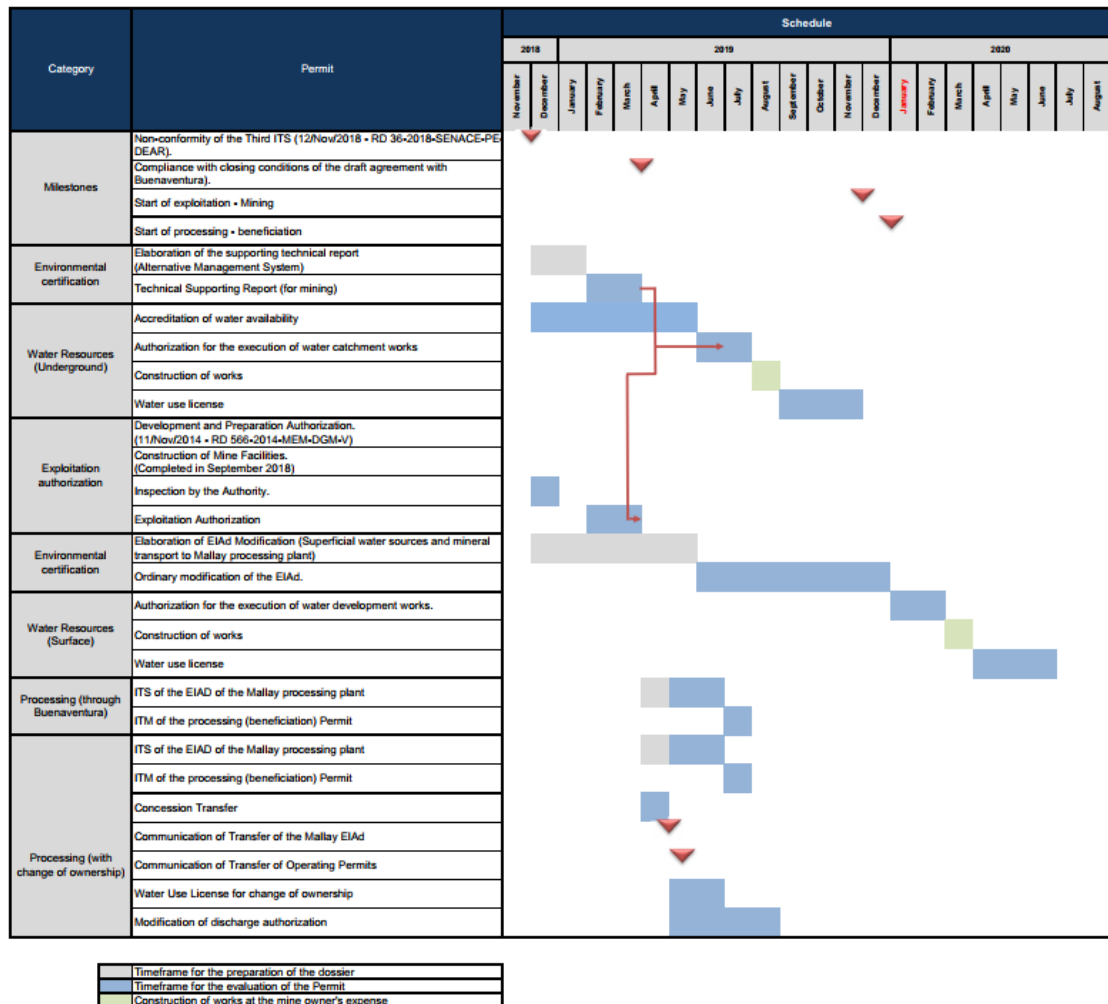 Category
Permit
Schedule
2018
2019
2020
November
December
January
February
March
April
May
June
July
August
September
October
November
December
January
February
March
April
May
June
July
August
Milestones
Non-conformity of the Third ITS (12/Nov/2018 - RD 36-2018-SENACE-PE-
DEAR).
Compliance with closing conditions of the draft agreement with
Buenaventura).
Start of exploitation - Mining
Start of processing - beneficiation
Environmental
certification
Elaboration of the supporting technical report
(Alternative Management System)
Technical Supporting Report (for mining)
Water Resources
(Underground)
Accreditation of water availability
Authorization for the execution of water catchment works
Construction of works
Water use license
Exploitation
authorization
Development and Preparation Authorization.
(11/Nov/2014 - RD 566-2014-MEM-DGM-V)
Construction of Mine Facilities.
(Completed in September 2018)
Inspection by the Authority.
Exploitation Authorization
Environmental
certification
Elaboration of EIAd Modification (Superficial water sources and mineral
transport to Mallay processing plant)
Ordinary modification of the EIAd.
Water Resources
(Surface)
Authorization for the execution of water development works.
Construction of works
Water use license
Processing (through
Buenaventura)
ITS of the EIAD of the Mallay processing plant
ITM of the processing (beneficiation) Permit
Processing (with
change of ownership)
ITS of the EIAD of the Mallay processing plant
ITM of the processing (beneficiation) Permit
Concession Transfer
Communication of Transfer of the Mallay EIAd
Communication of Transfer of Operating Permits
Water Use License for change of ownership
Modification of discharge authorization
Timeframe for the preparation of the dossier
Timeframe for the evaluation of the Permit
Construction of works at the mine owner's expense